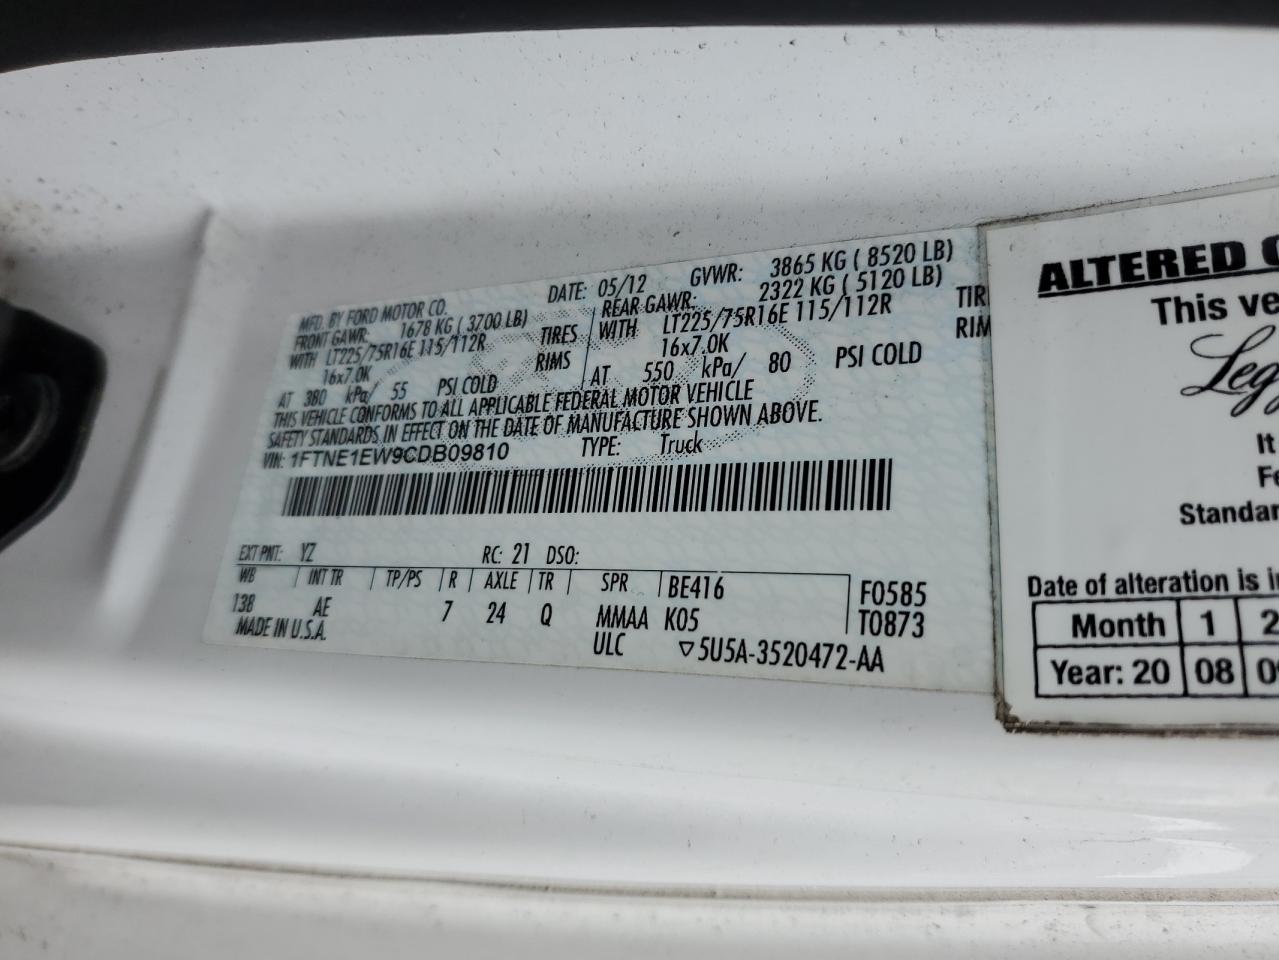 MFD. BY FORD MOTOR CO. DATE: 05/12 GVWR: 3865 KG ( 8520 LB)
FRONT GAWR: 1678 KG ( 3700 LB) REAR GAWR: 2322 KG ( 5120 LB)
WITH LT225/75R16E 115/112R TIRES WITH LT225/75R16E 115/112R TIR
16x7.0K RIMS 16x7.0K RIM
AT 380 kPa/ 55 PSI COLD AT 550 kPa/ 80 PSI COLD
THIS VEHICLE CONFORMS TO ALL APPLICABLE FEDERAL MOTOR VEHICLE
SAFETY STANDARDS IN EFFECT ON THE DATE OF MANUFACTURE SHOWN ABOVE.
VIN: 1FTNE1EW9CDB09810 TYPE: Truck
EXT PNT: YZ RC: 21 DSO:
WB INT TR TP/PS R AXLE TR SPR BE416 F0585
138 AE 7 24 Q MMAA K05 T0873
MADE IN U.S.A. ULC ▽5U5A-3520472-AA
ALTERED
This ve
Leg
It
Fe
Standar
Date of alteration is in
Month 1 2
Year: 20 08